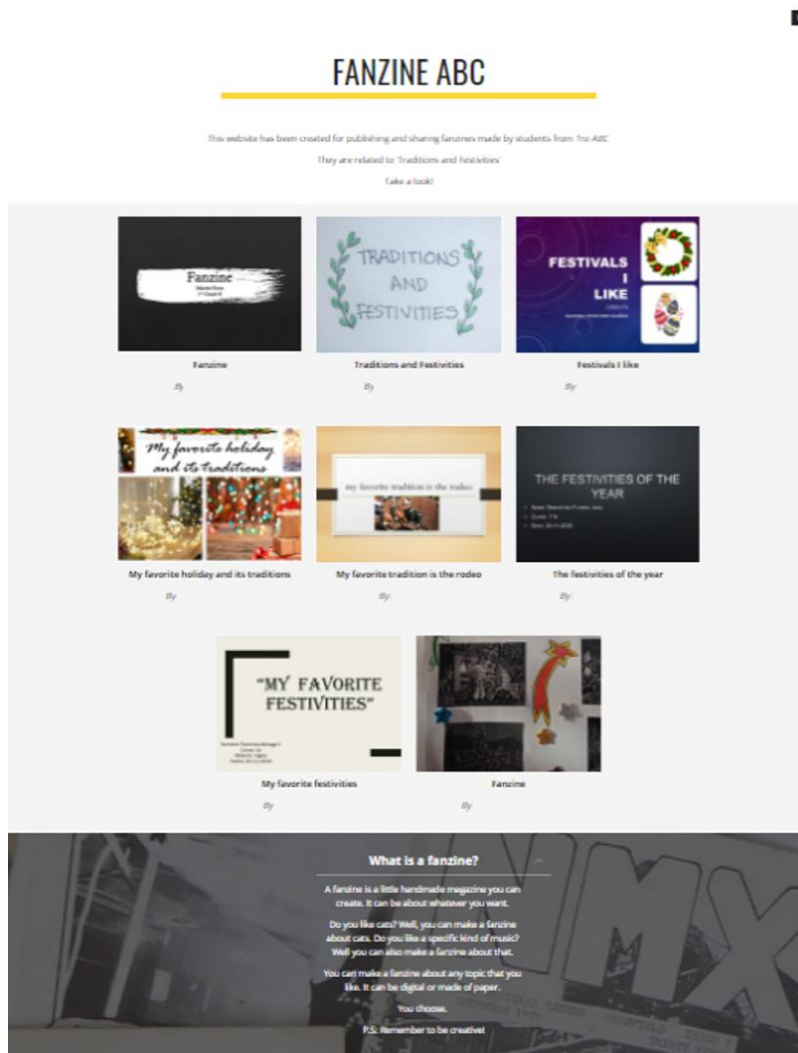 FANZINE ABC
This website has been created for publishing and sharing fanzines made by students from 1ro ABC
They are related to 'Traditions and Festivities'
Take a look!
Fanzine
TRADITIONS
AND
FESTIVITIES
FESTIVALS
I
LIKE
Fanzine
Traditions and Festivities
Festivals I like
By
By
By
My favorite holiday
and its traditions
my favorite tradition is the rodeo
THE FESTIVITIES OF THE
YEAR
My favorite holiday and its traditions
My favorite tradition is the rodeo
The festivities of the year
By
By
By
"MY FAVORITE
FESTIVITIES"
My favorite festivities
Fanzine
By
By
What is a fanzine?
A fanzine is a little handmade magazine you can
create. It can be about whatever you want.
Do you like cats? Well, you can make a fanzine
about cats. Do you like a specific kind of music?
Well you can also make a fanzine about that.
You can make a fanzine about any topic that you
like. It can be digital or made of paper.
You choose.
P.S: Remember to be creative!
NMX